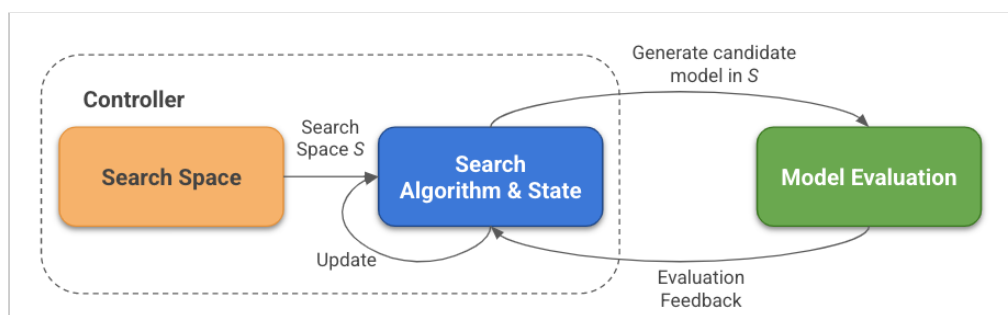 Generate candidate
model in S
Controller
Search
Space S
Search Space
Search
Algorithm & State
Model Evaluation
Update
Evaluation
Feedback